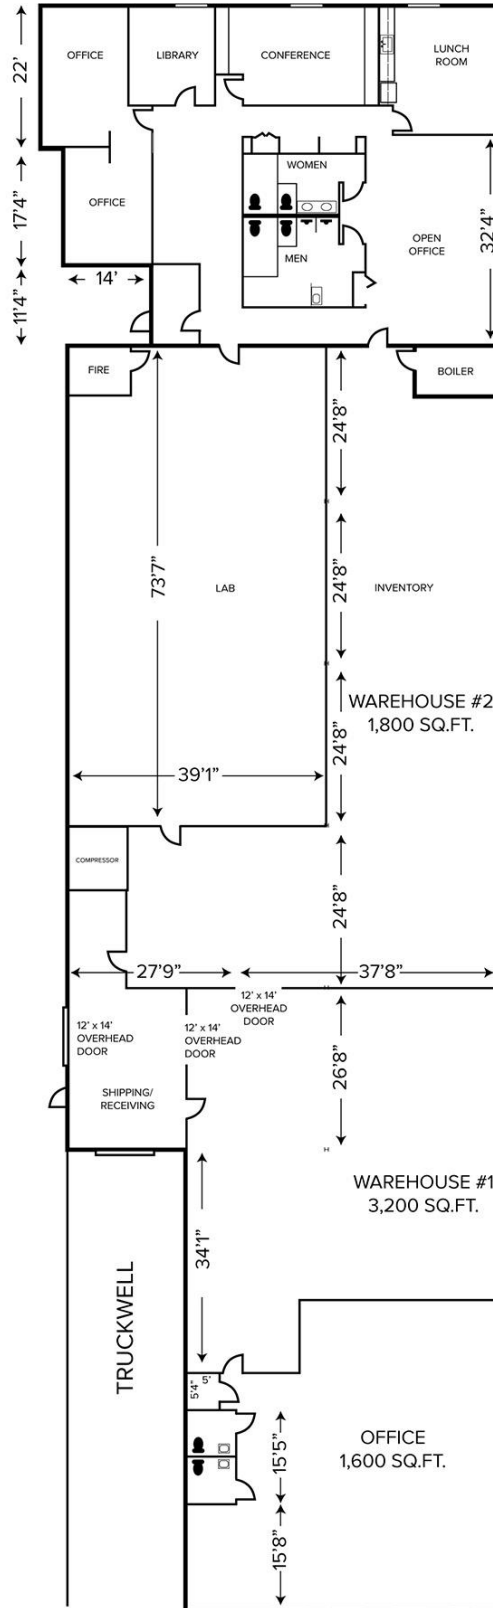 OFFICE
LIBRARY
CONFERENCE
LUNCH
ROOM
22'
WOMEN
17'4"
OFFICE
32'4"
OPEN
OFFICE
MEN
14'
11'4"
FIRE
BOILER
24'8"
73'7"
24'8"
LAB
INVENTORY
WAREHOUSE #2
1,800 SQ.FT.
24'8"
39'1"
COMPRESSOR
24'8"
27'9"
37'8"
12' x 14'
OVERHEAD
DOOR
12' x 14'
OVERHEAD
DOOR
12' x 14'
OVERHEAD
DOOR
26'8"
SHIPPING/
RECEIVING
WAREHOUSE #1
3,200 SQ.FT.
34'1"
TRUCKWELL
5'
5'4"
15'5"
OFFICE
1,600 SQ.FT.
15'8"